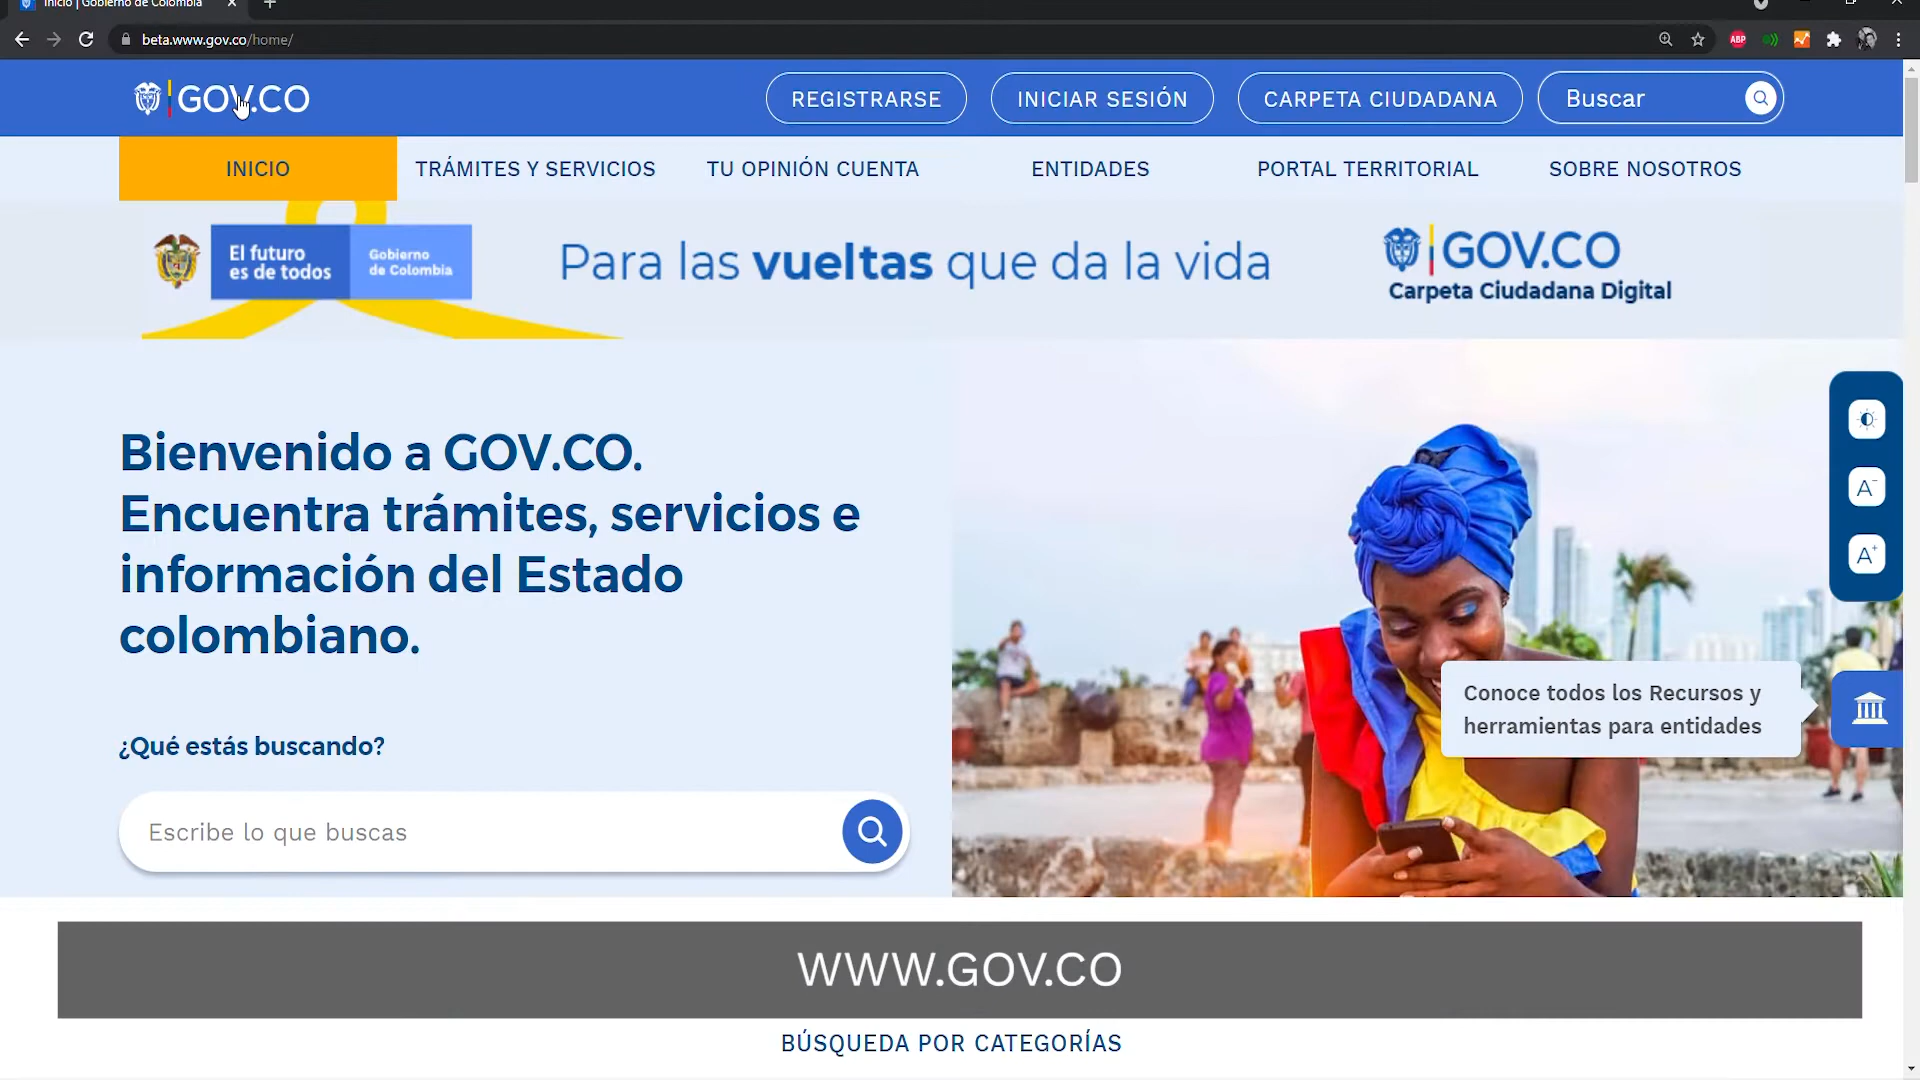 Inicio | Gobierno de Colombia
beta.www.gov.co/home/
ABP
GOV.CO
REGISTRARSE
INICIAR SESIÓN
CARPETA CIUDADANA
Buscar
INICIO
TRÁMITES Y SERVICIOS
TU OPINIÓN CUENTA
ENTIDADES
PORTAL TERRITORIAL
SOBRE NOSOTROS
El futuro
es de todos
Gobierno
de Colombia
Para las vueltas que da la vida
GOV.CO
Carpeta Ciudadana Digital
Bienvenido a GOV.CO.
Encuentra trámites, servicios e
información del Estado
colombiano.
A-
A+
Conoce todos los Recursos y
herramientas para entidades
¿Qué estás buscando?
Escribe lo que buscas
WWW.GOV.CO
BÚSQUEDA POR CATEGORÍAS